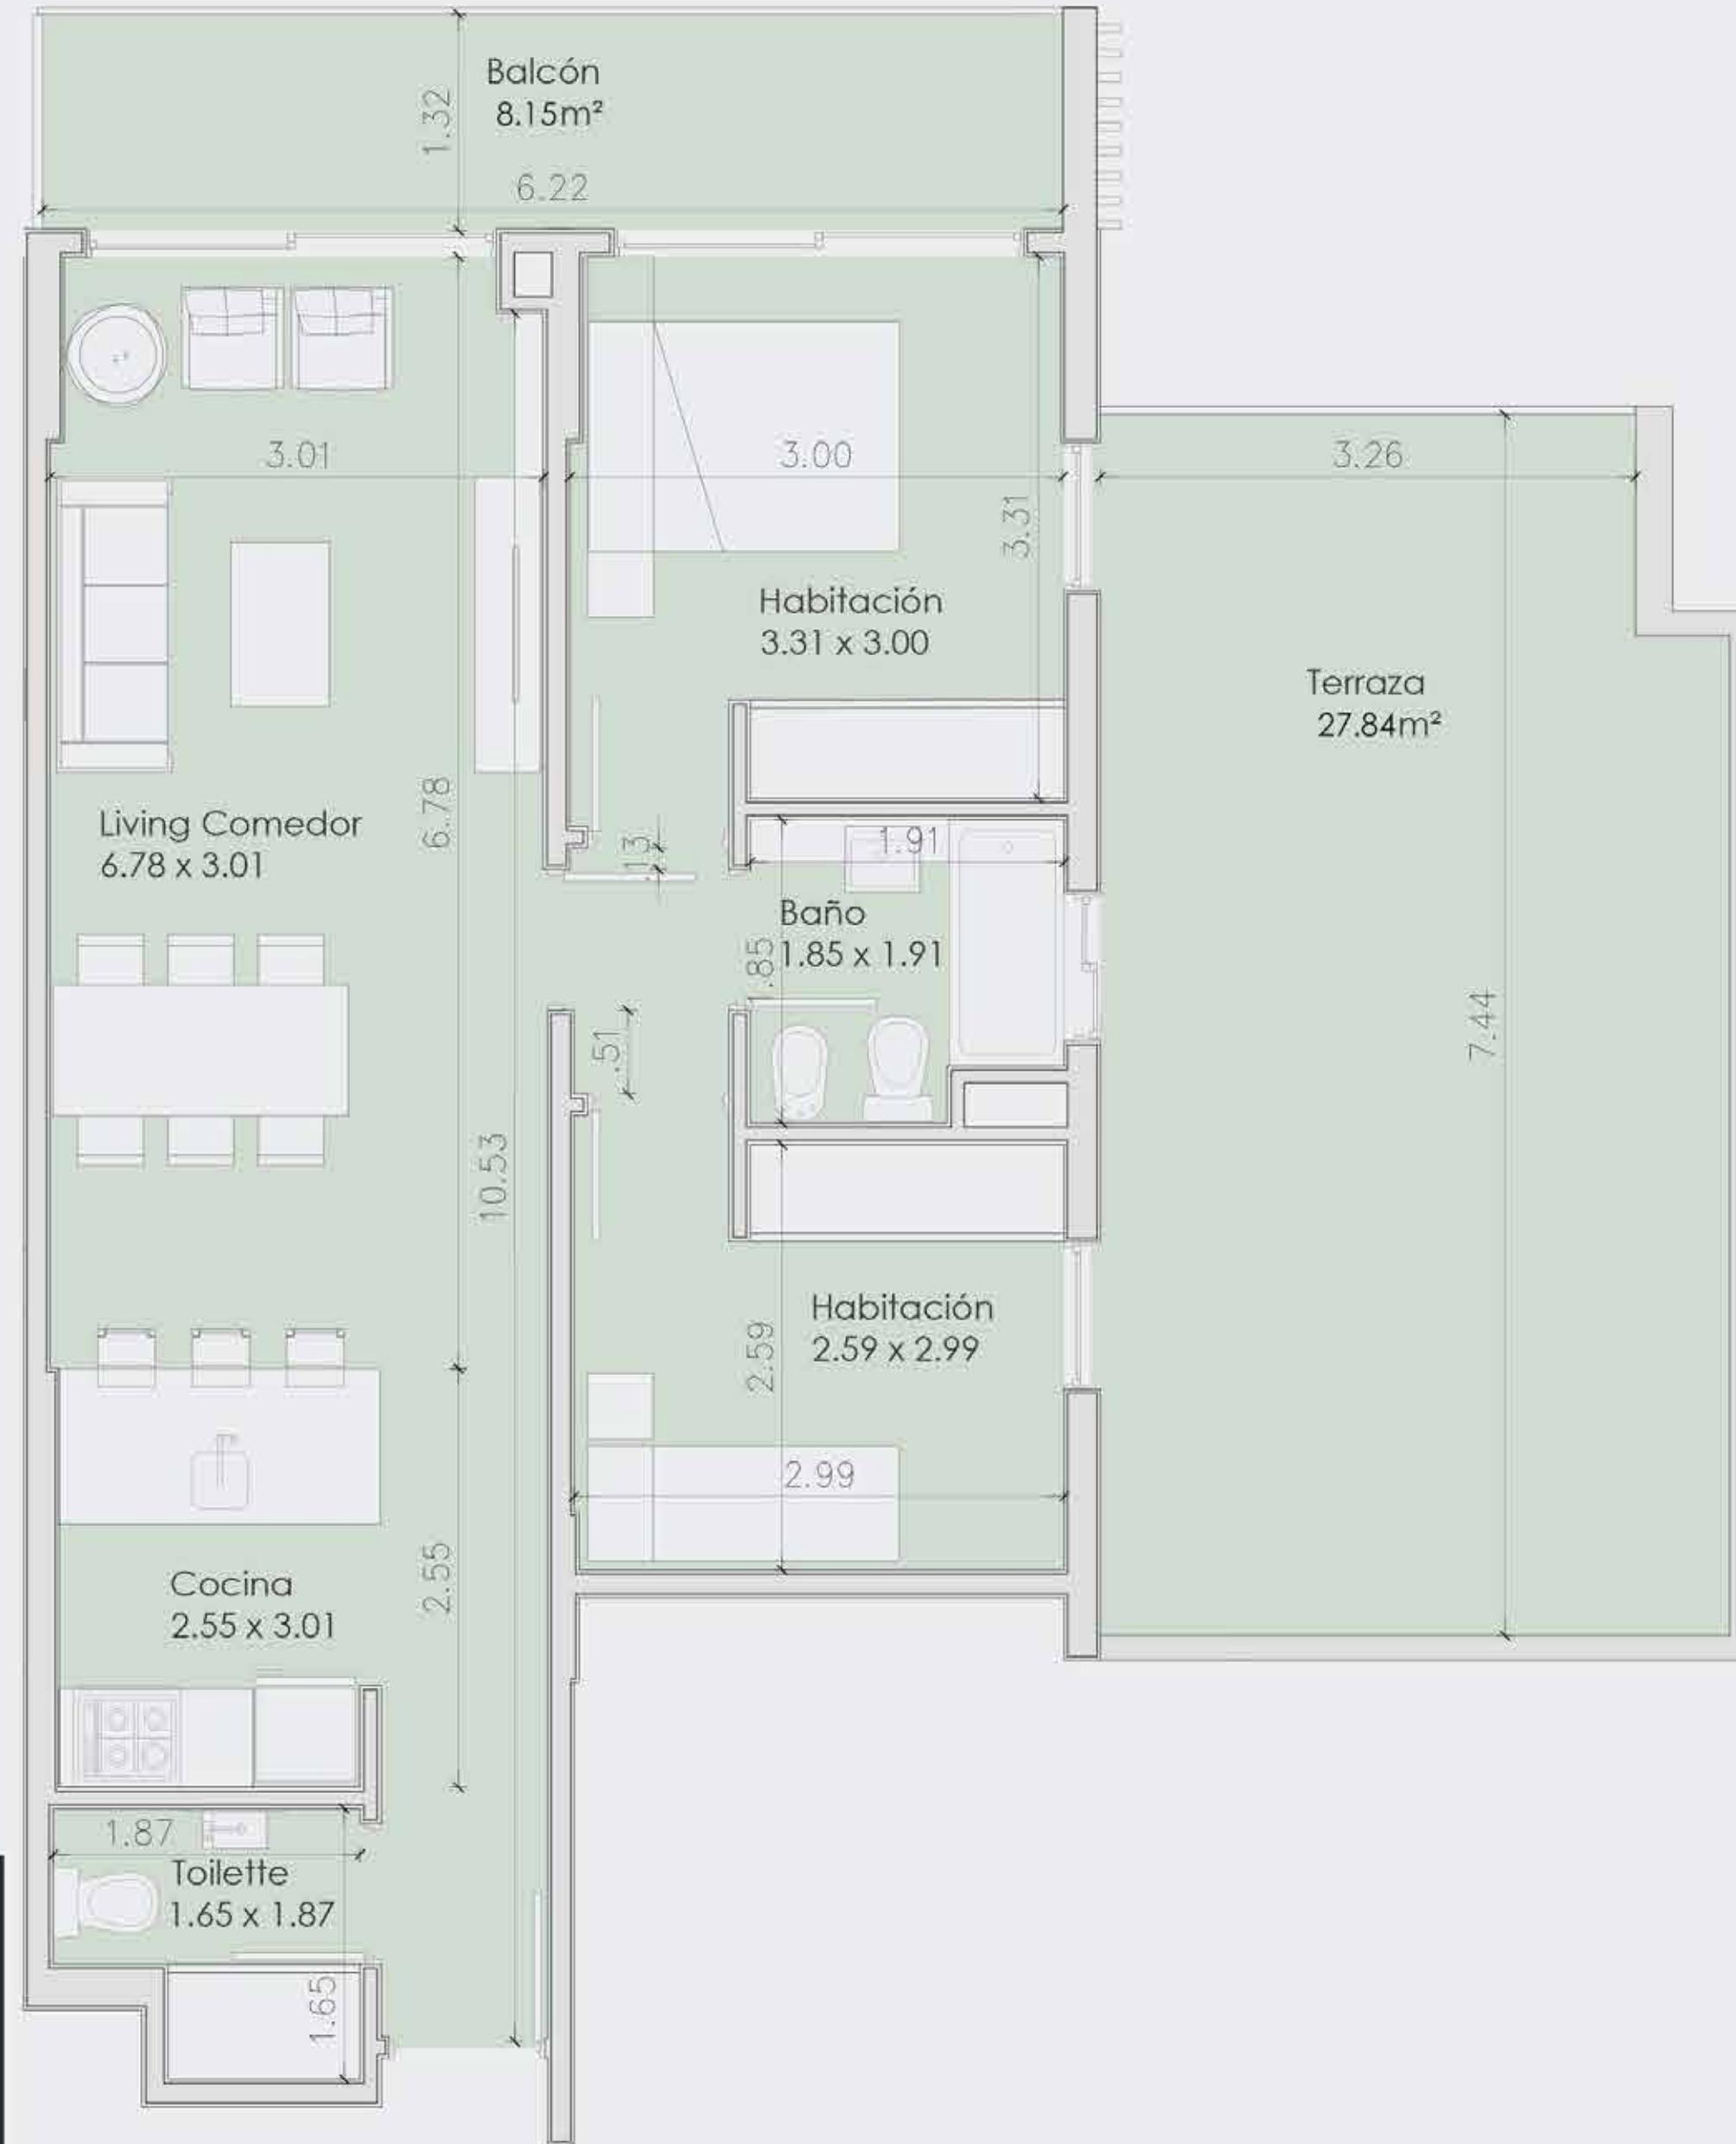 Balcón
8.15m²
1.32
6.22
3.01
3.00
3.26
3.31
Habitación
3.31 x 3.00
Terraza
27.84m²
6.78
Living Comedor
6.78 x 3.01
.13
1.91
Baño
1.85 x 1.91
1.85
7.44
.51
10.53
Habitación
2.59 x 2.99
2.59
2.99
2.55
Cocina
2.55 x 3.01
1.87
Toilette
1.65 x 1.87
1.65